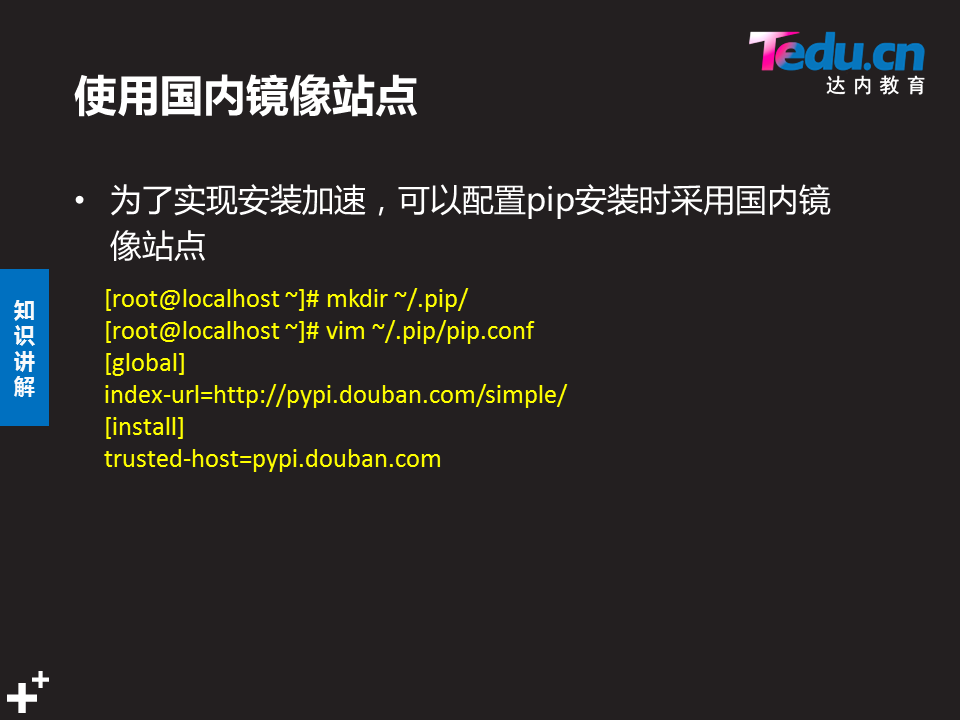 Tedu.cn
达内教育
使用国内镜像站点
• 为了实现安装加速，可以配置pip安装时采用国内镜
像站点
知识讲解
[root@localhost ~]# mkdir ~/.pip/
[root@localhost ~]# vim ~/.pip/pip.conf
[global]
index-url=http://pypi.douban.com/simple/
[install]
trusted-host=pypi.douban.com